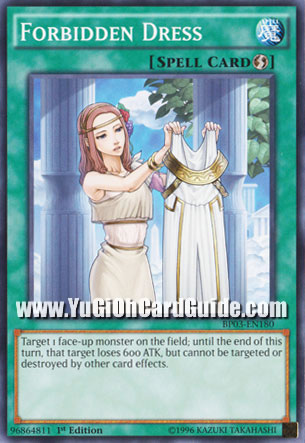 FORBIDDEN DRESS
魔
[SPELL CARD]
BP03-EN180
www.YuGiOhCardGuide.com
Target 1 face-up monster on the field; until the end of
this turn, that target loses 600 ATK, but cannot be targeted or
destroyed by other card effects.
96864811 1st Edition ©1996 KAZUKI TAKAHASHI